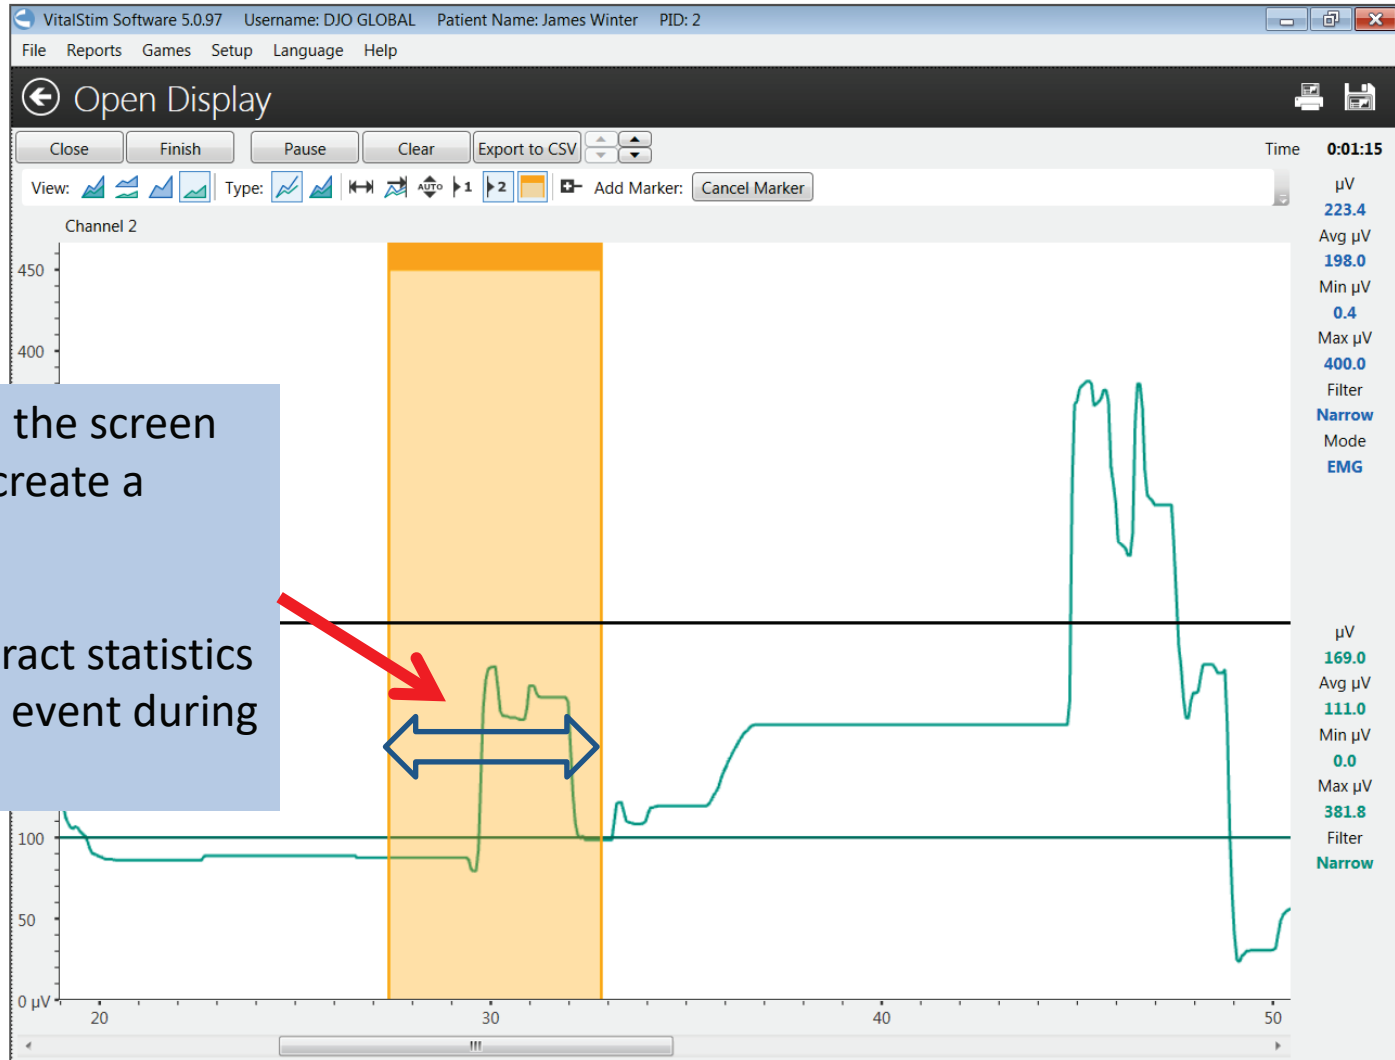 VitalStim Software 5.0.97 Username: DJO GLOBAL Patient Name: James Winter PID: 2
File Reports Games Setup Language Help
Open Display
Close Finish Pause Clear Export to CSV Time 0:01:15
View: Type: AUTO 1 2 Add Marker: Cancel Marker
Channel 2
µV
223.4
Avg µV
198.0
Min µV
0.4
Max µV
400.0
Filter
Narrow
Mode
EMG
450
400
the screen
create a
ract statistics
event during
µV
169.0
Avg µV
111.0
Min µV
0.0
Max µV
381.8
Filter
Narrow
100
50
0 µV
20 30 40 50